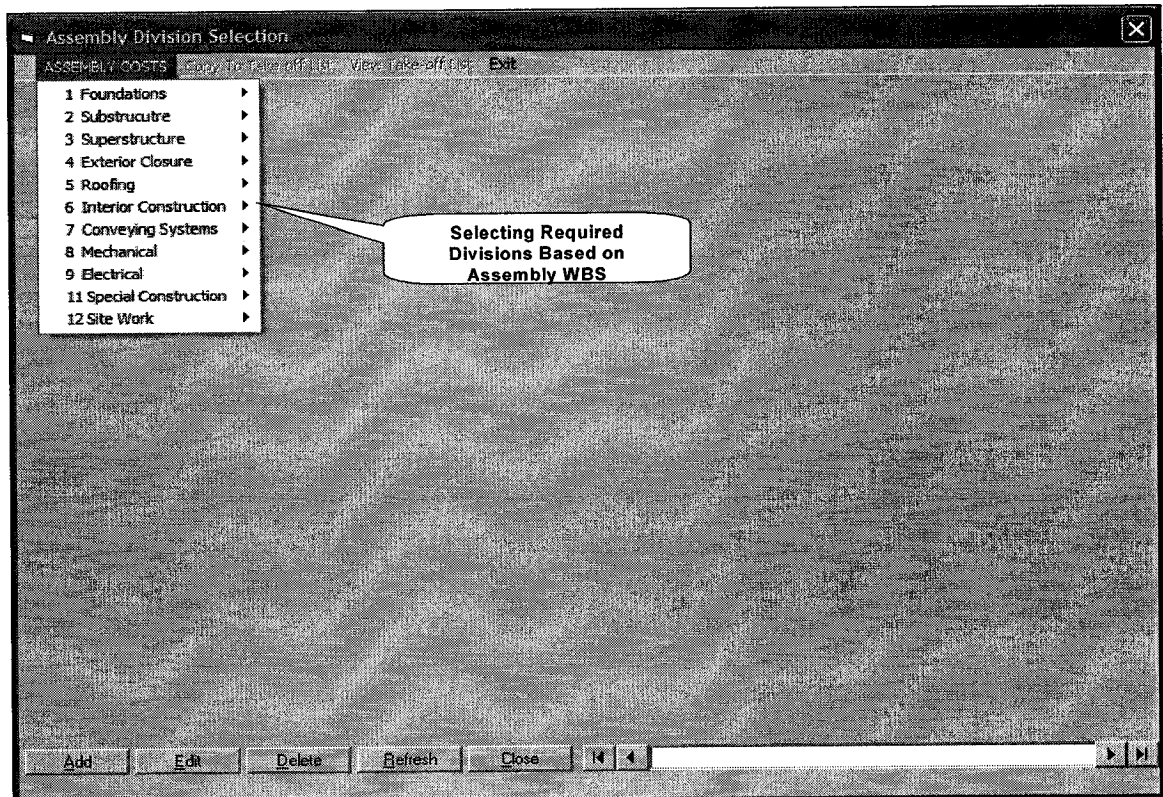 Assembly Division Selection
ASSEMBLY COSTS Copy To Take-off List View Take-off List Exit
1 Foundations
2 Substrucutre
3 Superstructure
4 Exterior Closure
5 Roofing
6 Interior Construction
7 Conveying Systems
8 Mechanical
9 Electrical
11 Special Construction
12 Site Work
Selecting Required
Divisions Based on
Assembly WBS
Add Edit Delete Refresh Close